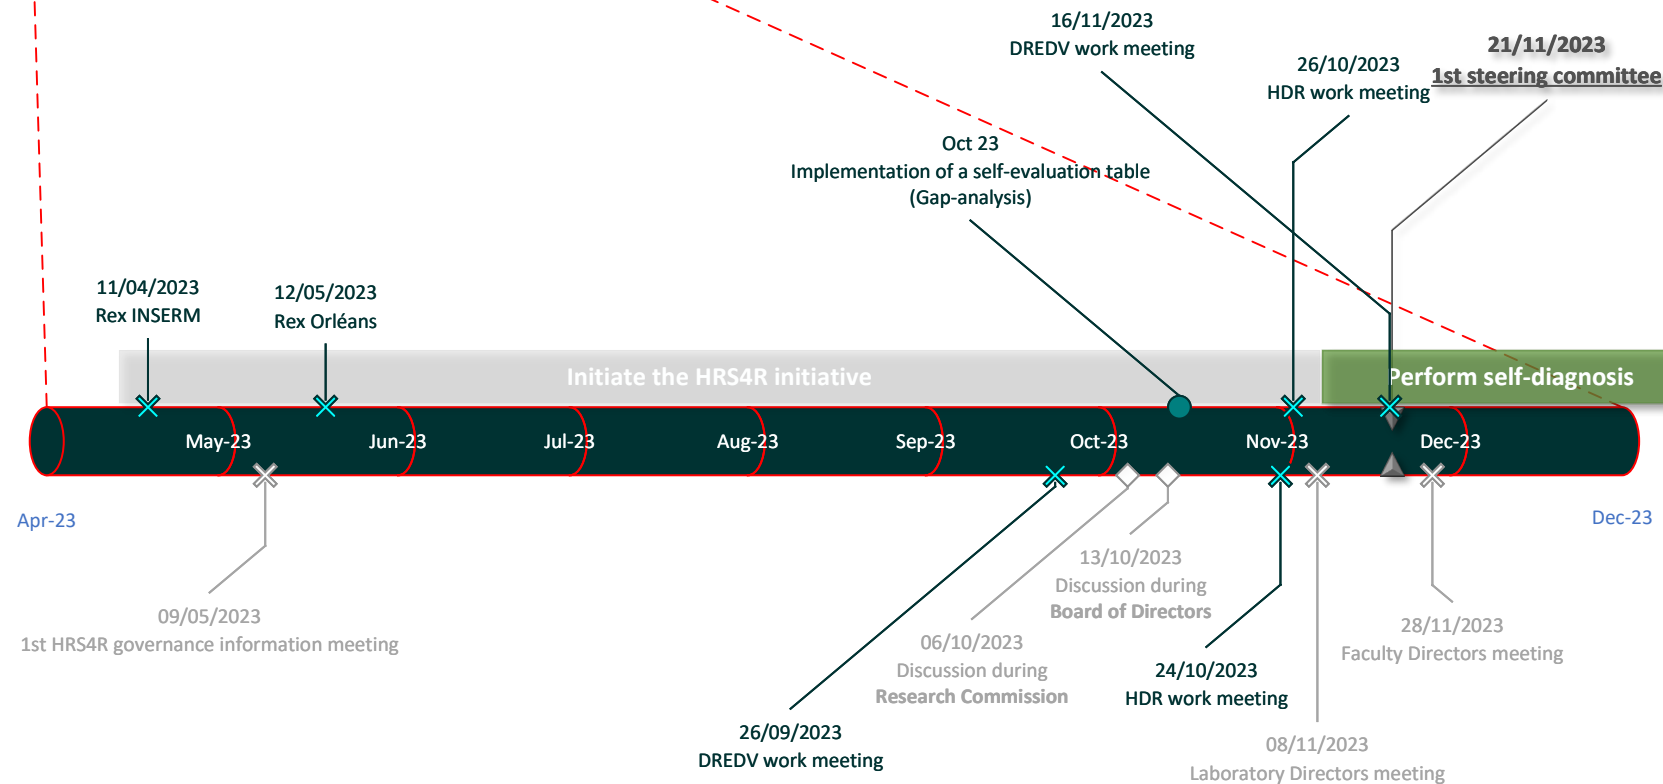 16/11/2023
DREDV work meeting
26/10/2023
HDR work meeting
21/11/2023
1st steering committee
Oct 23
Implementation of a self-evaluation table
(Gap-analysis)
11/04/2023
Rex INSERM
12/05/2023
Rex Orléans
Initiate the HRS4R initiative
Perform self-diagnosis
May-23
Jun-23
Jul-23
Aug-23
Sep-23
Oct-23
Nov-23
Dec-23
Apr-23
Dec-23
09/05/2023
1st HRS4R governance information meeting
13/10/2023
Discussion during
Board of Directors
06/10/2023
Discussion during
Research Commission
24/10/2023
HDR work meeting
28/11/2023
Faculty Directors meeting
26/09/2023
DREDV work meeting
08/11/2023
Laboratory Directors meeting